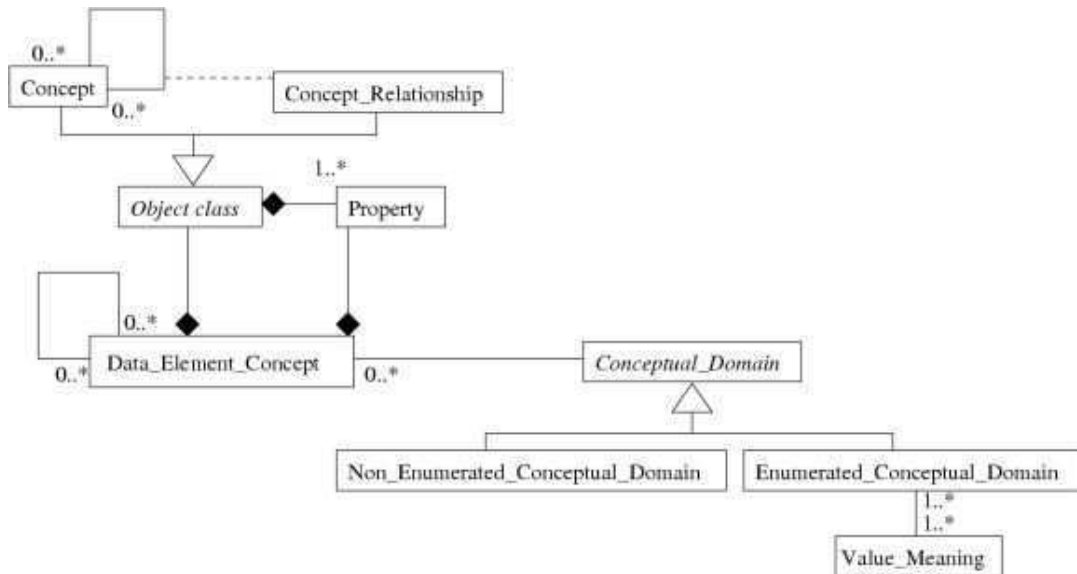 0..*
Concept
0..*
Concept_Relationship
1..*
Object class
Property
0..*
0..*
Data_Element_Concept
0..*
Conceptual_Domain
Non_Enumerated_Conceptual_Domain
Enumerated_Conceptual_Domain
1..*
1..*
Value_Meaning